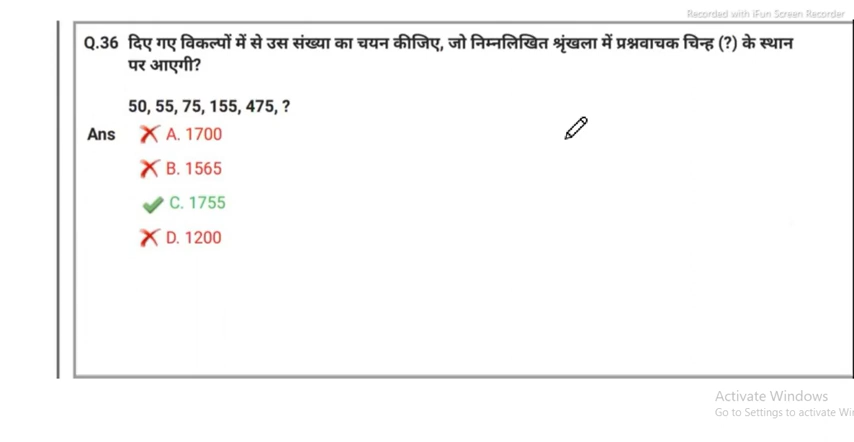 Recorded with iFun Screen Recorder
Q.36 दिए गए विकल्पों में से उस संख्या का चयन कीजिए, जो निम्नलिखित श्रृंखला में प्रश्नवाचक चिन्ह (?) के स्थान
पर आएगी?
50, 55, 75, 155, 475, ?
Ans A. 1700
B. 1565
C. 1755
D. 1200
Activate Windows
Go to Settings to activate Wi